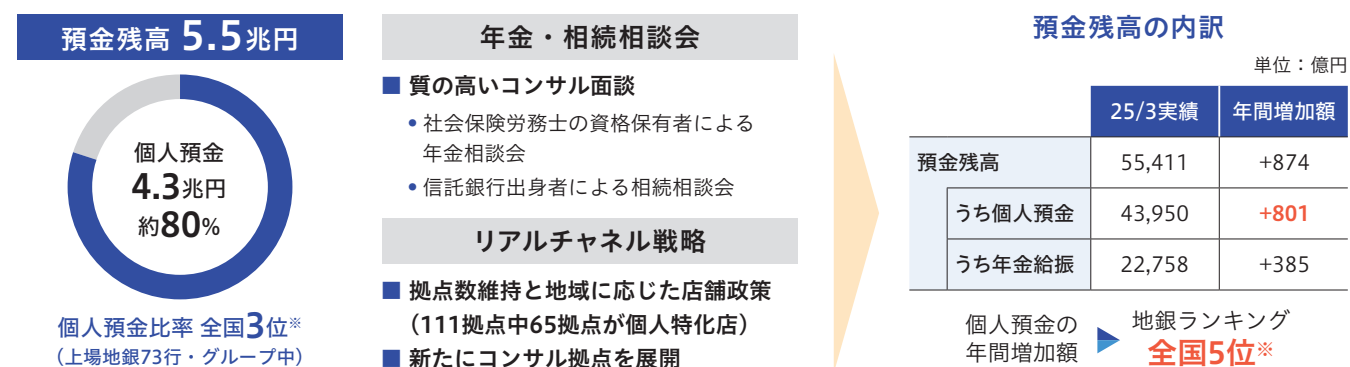 預金残高 5.5兆円
個人預金
4.3兆円
約80%
個人預金比率 全国3位※
（上場地銀73行・グループ中）
年金・相続相談会
■ 質の高いコンサル面談
• 社会保険労務士の資格保有者による
年金相談会
• 信託銀行出身者による相続相談会
リアルチャネル戦略
■ 拠点数維持と地域に応じた店舗政策
（111拠点中65拠点が個人特化店）
■ 新たにコンサル拠点を展開
預金残高の内訳
単位：億円
25/3実績 年間増加額
預金残高 55,411 +874
うち個人預金 43,950 +801
うち年金給振 22,758 +385
個人預金の
年間増加額
地銀ランキング
全国5位※